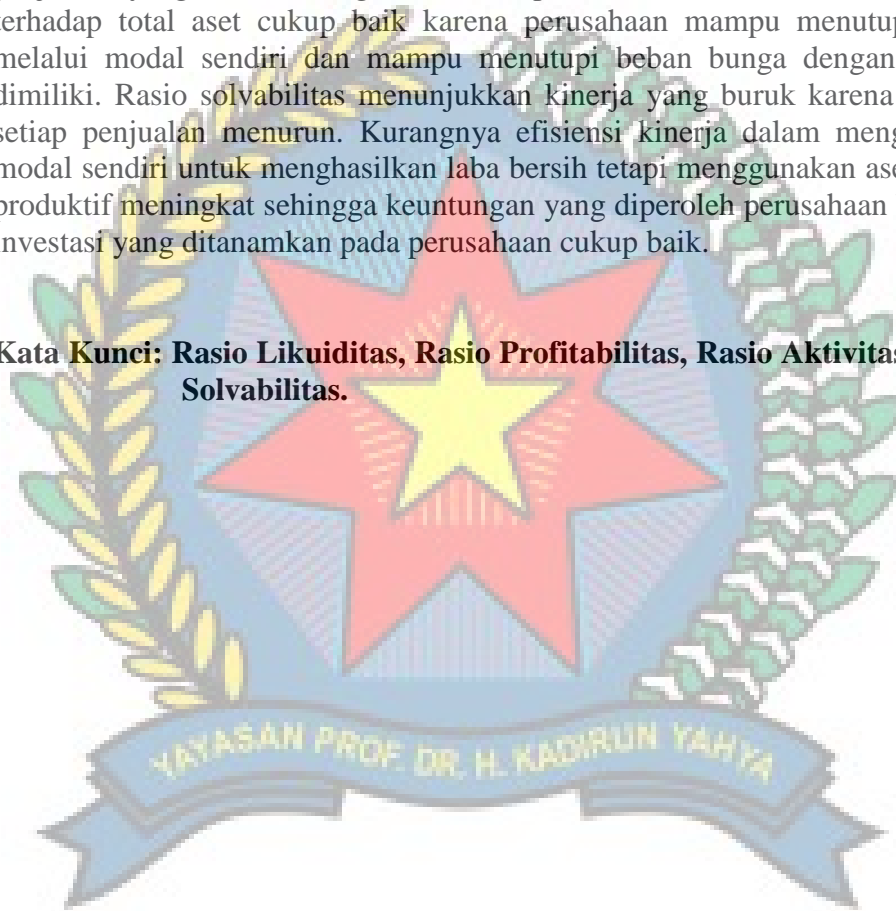 terhadap total aset cukup baik karena perusahaan mampu menutup
melalui modal sendiri dan mampu menutupi beban bunga dengan
dimiliki. Rasio solvabilitas menunjukkan kinerja yang buruk karena
setiap penjualan menurun. Kurangnya efisiensi kinerja dalam meng
modal sendiri untuk menghasilkan laba bersih tetapi menggunakan ase
produktif meningkat sehingga keuntungan yang diperoleh perusahaan
investasi yang ditanamkan pada perusahaan cukup baik.
Kata Kunci: Rasio Likuiditas, Rasio Profitabilitas, Rasio Aktivitas
Solvabilitas.
YAYASAN PROF. DR. H. KADIRUN YAHYA